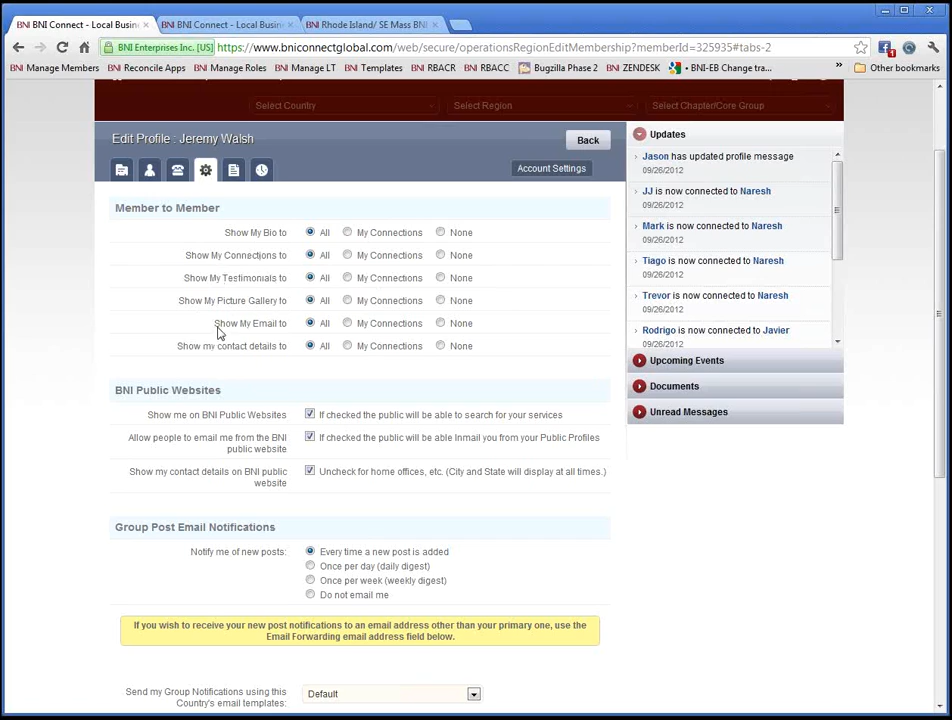 BNI Connect - Local Busin
BNI Connect - Local Busin
Rhode Island/ SE Mass BNI
BNI Enterprises Inc. [US]
https://www.bniconnectglobal.com/web/secure/operationsRegionEditMembership?memberId=325935#tabs-2
1
BNI Manage Members
BNI Reconcile Apps
BNI Manage Roles
BNI Manage LT
BNI Templates
BNI RBACR
BNI RBACC
Bugzilla Phase 2
BNI ZENDESK
BNI-EB Change tra...
»
Other bookmarks
Select Country
Select Region
Select Chapter/Core Group
Edit Profile : Jeremy Walsh
Back
Account Settings
Member to Member
Show My Bio to All My Connections None
Show My Connections to All My Connections None
Show My Testimonials to All My Connections None
Show My Picture Gallery to All My Connections None
Show My Email to All My Connections None
Show my contact details to All My Connections None
BNI Public Websites
Show me on BNI Public Websites If checked the public will be able to search for your services
Allow people to email me from the BNI public website If checked the public will be able Inmail you from your Public Profiles
Show my contact details on BNI public website Uncheck for home offices, etc. (City and State will display at all times.)
Group Post Email Notifications
Notify me of new posts: Every time a new post is added
Once per day (daily digest)
Once per week (weekly digest)
Do not email me
If you wish to receive your new post notifications to an email address other than your primary one, use the
Email Forwarding email address field below.
Send my Group Notifications using this
Country's email templates:
Default
Updates
Jason has updated profile message
09/26/2012
JJ is now connected to Naresh
09/26/2012
Mark is now connected to Naresh
09/26/2012
Tiago is now connected to Naresh
09/26/2012
Trevor is now connected to Naresh
09/26/2012
Rodrigo is now connected to Javier
09/26/2012
Upcoming Events
Documents
Unread Messages